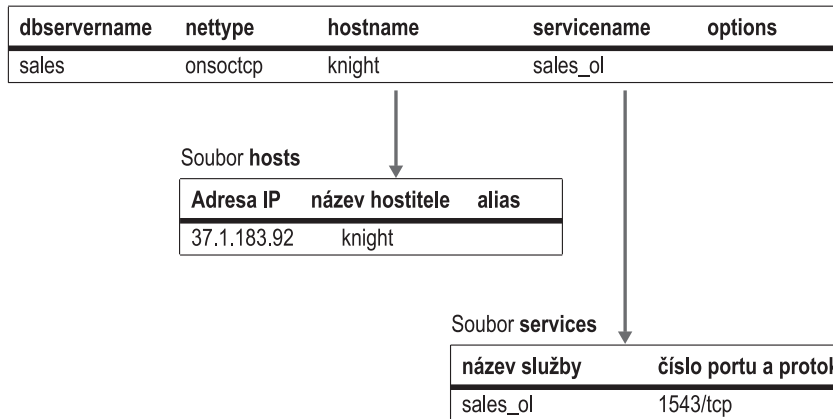 dbservername nettype hostname servicename options
sales onsoctcp knight sales_ol
Soubor hosts
Adresa IP název hostitele alias
37.1.183.92 knight
Soubor services
název služby číslo portu a
sales_ol 1543/tcp